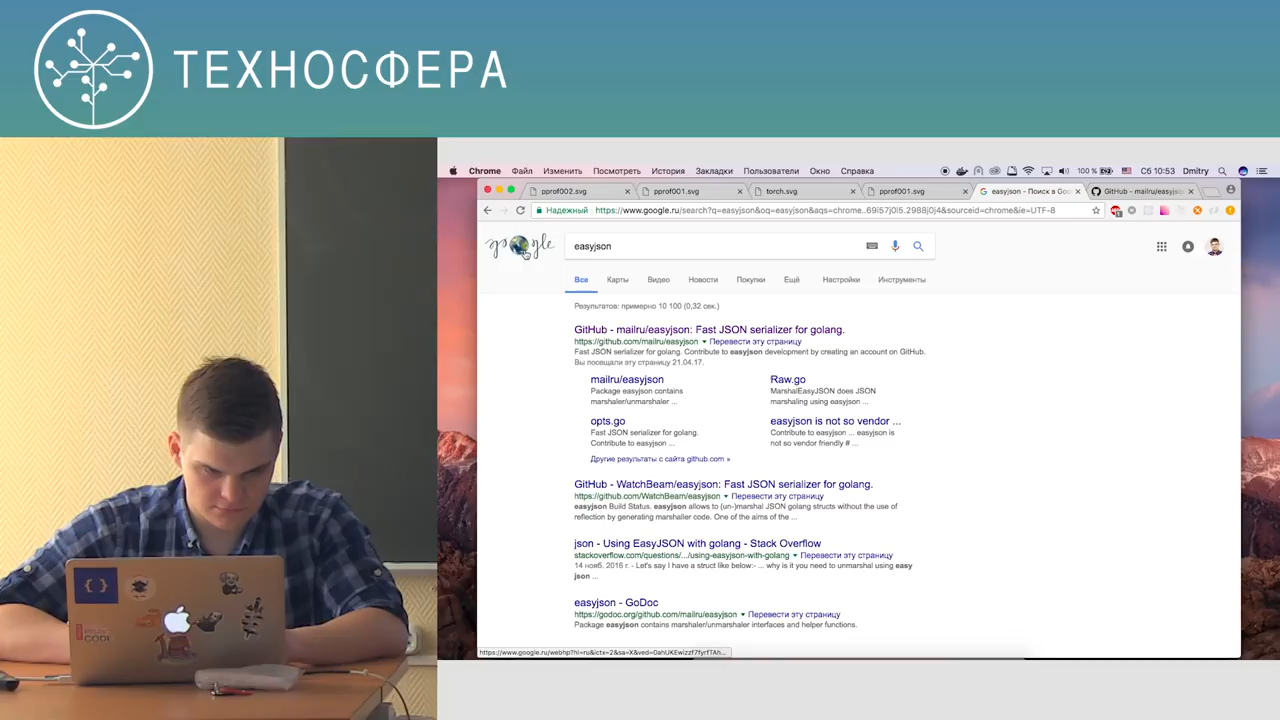 ТЕХНОСФЕРА
Chrome Файл Изменить Посмотреть История Закладки Пользователи Окно Справка 100 % Сб 10:53 Dmitry
pprof002.svg pprof001.svg torch.svg pprof001.svg easyjson - Поиск в Goo GitHub - mailru/easyjso
Надежный https://www.google.ru/search?q=easyjson&oq=easyjson&aqs=chrome..69i57j0l5.2988j0j4&sourceid=chrome&ie=UTF-8
easyjson
Все Карты Видео Новости Покупки Ещё Настройки Инструменты
Результатов: примерно 10 100 (0,32 сек.)
GitHub - mailru/easyjson: Fast JSON serializer for golang.
https://github.com/mailru/easyjson Перевести эту страницу
Fast JSON serializer for golang. Contribute to easyjson development by creating an account on GitHub.
Вы посещали эту страницу 21.04.17.
mailru/easyjson
Package easyjson contains
marshaler/unmarshaler ...
Raw.go
MarshalEasyJSON does JSON
marshaling using easyjson ...
opts.go
Fast JSON serializer for golang.
Contribute to easyjson ...
easyjson is not so vendor ...
Contribute to easyjson ... easyjson is
not so vendor friendly # ...
Другие результаты с сайта github.com »
GitHub - WatchBeam/easyjson: Fast JSON serializer for golang.
https://github.com/WatchBeam/easyjson Перевести эту страницу
easyjson Build Status. easyjson allows to (un-)marshal JSON golang structs without the use of
reflection by generating marshaller code. One of the aims of the ...
json - Using EasyJSON with golang - Stack Overflow
stackoverflow.com/questions/.../using-easyjson-with-golang Перевести эту страницу
14 нояб. 2016 г. - Let's say I have a struct like below:- ... why is it you need to unmarshal using easy
json ...
easyjson - GoDoc
https://godoc.org/github.com/mailru/easyjson Перевести эту страницу
Package easyjson contains marshaler/unmarshaler interfaces and helper functions.